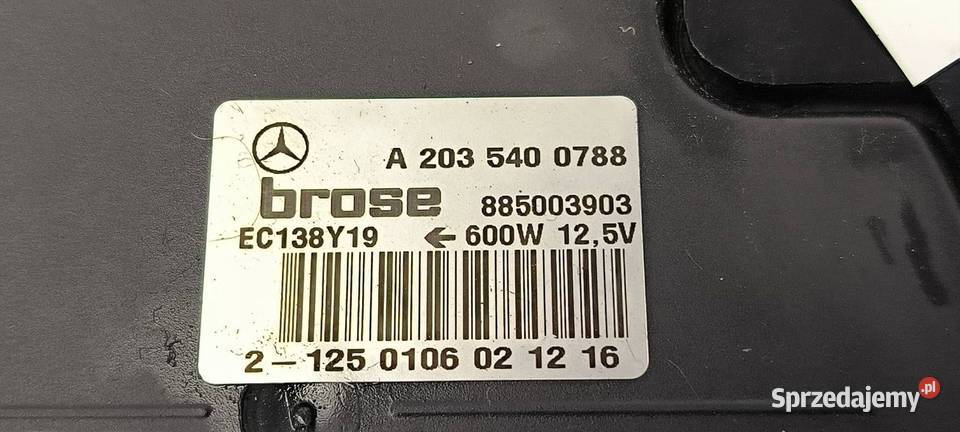 A 203 540 0788
brose 885003903
EC138Y19 ← 600W 12,5V
2-125 0106 02 12 16
Sprzedajemy.pl